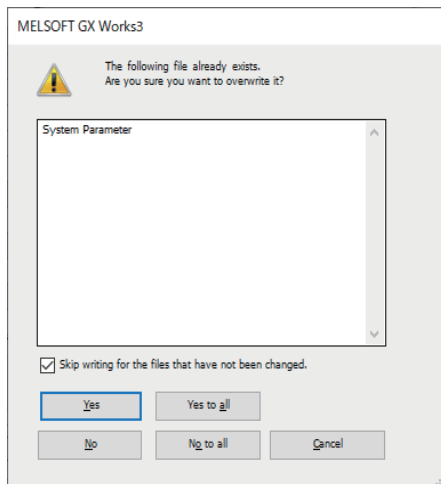 MELSOFT GX Works3
The following file already exists.
Are you sure you want to overwrite it?
System Parameter
Skip writing for the files that have not been changed.
Yes
Yes to all
No
No to all
Cancel